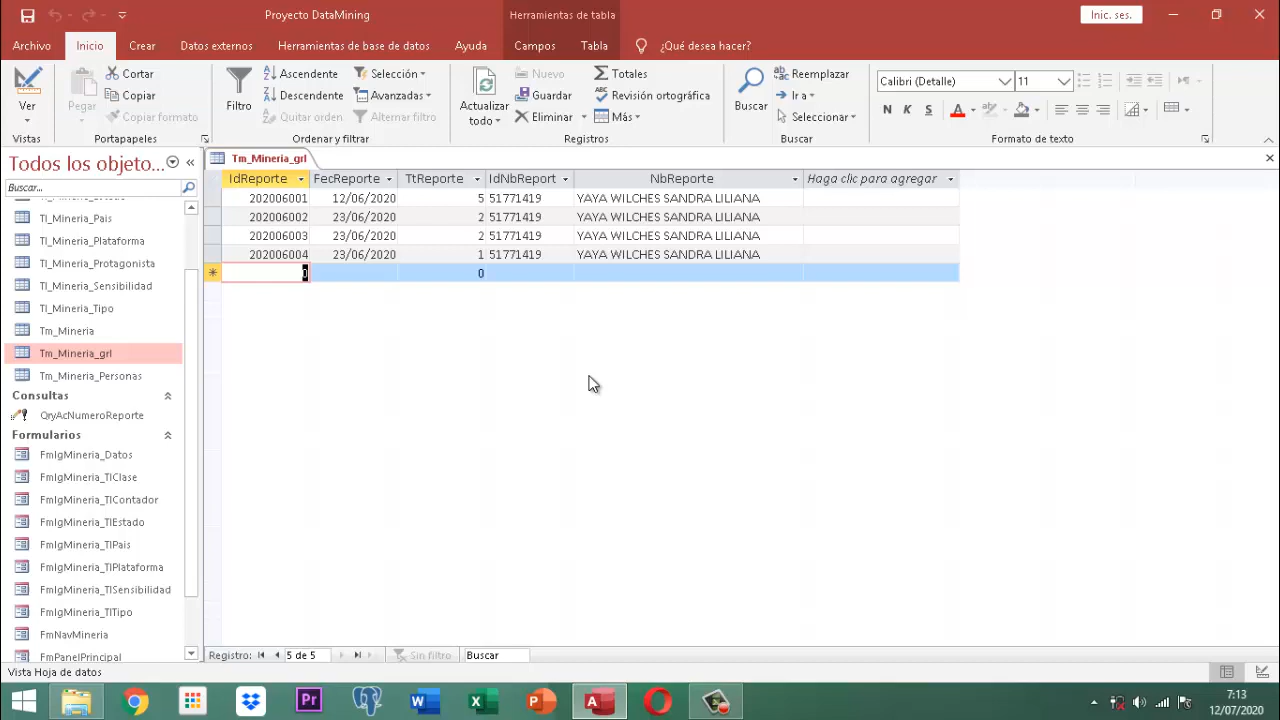 Proyecto DataMining
Herramientas de tabla
Inic. ses.
Archivo
Inicio
Crear
Datos externos
Herramientas de base de datos
Ayuda
Campos
Tabla
¿Qué desea hacer?
Ver
Vistas
Pegar
Cortar
Copiar
Copiar formato
Portapapeles
Filtro
Ascendente
Descendente
Quitar orden
Selección
Avanzadas
Alternar filtro
Ordenar y filtrar
Actualizar
todo
Nuevo
Guardar
Eliminar
Totales
Revisión ortográfica
Más
Registros
Buscar
Reemplazar
Ir a
Seleccionar
Buscar
Calibri (Detalle)
11
N K S
A
Formato de texto
Todos los objeto...
Buscar...
Tl_Mineria_Pais
Tl_Mineria_Plataforma
Tl_Mineria_Protagonista
Tl_Mineria_Sensibilidad
Tl_Mineria_Tipo
Tm_Mineria
Tm_Mineria_grl
Tm_Mineria_Personas
Consultas
QryAcNumeroReporte
Formularios
FmIgMineria_Datos
FmIgMineria_TlClase
FmIgMineria_TlContador
FmIgMineria_TlEstado
FmIgMineria_TlPais
FmIgMineria_TlPlataforma
FmIgMineria_TlSensibilidad
FmIgMineria_TlTipo
FmNavMineria
FmPanelPrincipal
Tm_Mineria_grl
IdReporte FecReporte TtReporte IdNbReport NbReporte Haga clic para agregar
202006001 12/06/2020 5 51771419 YAYA WILCHES SANDRA LILIANA
202006002 23/06/2020 2 51771419 YAYA WILCHES SANDRA LILIANA
202006003 23/06/2020 2 51771419 YAYA WILCHES SANDRA LILIANA
202006004 23/06/2020 1 51771419 YAYA WILCHES SANDRA LILIANA
0 0
Registro: 5 de 5 Sin filtro Buscar
Vista Hoja de datos
Pr
7:13
12/07/2020